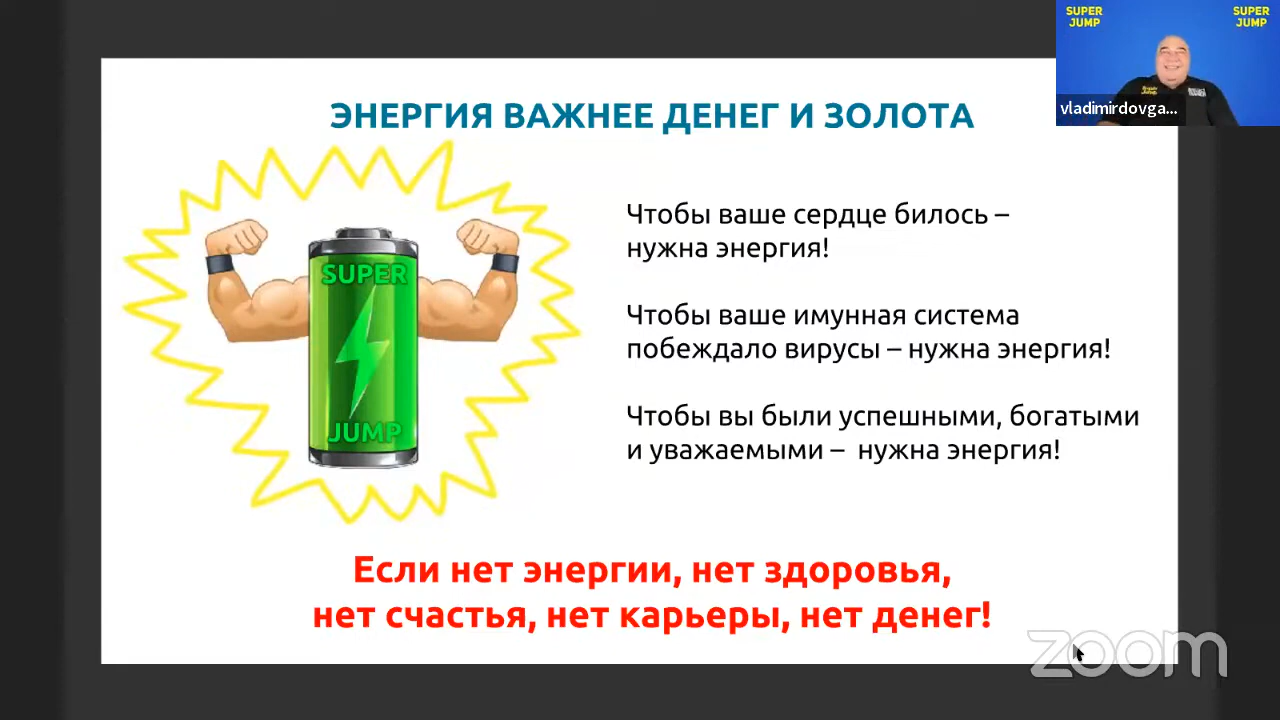 SUPER
JUMP
SUPER
JUMP
vladimirdovga...
ЭНЕРГИЯ ВАЖНЕЕ ДЕНЕГ И ЗОЛОТА
SUPER
JUMP
Чтобы ваше сердце билось –
нужна энергия!
Чтобы ваше имунная система
побеждало вирусы – нужна энергия!
Чтобы вы были успешными, богатыми
и уважаемыми – нужна энергия!
Если нет энергии, нет здоровья,
нет счастья, нет карьеры, нет денег!
zoom